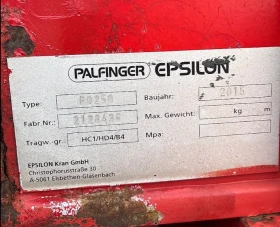 PALFINGER EPSILON
Type: Baujahr: 2015
Fabr.Nr.: Max. Gewicht: kg m
Tragw.-gr. HC1/HD4/B4 Mpa:
EPSILON Kran GmbH
Christophorusstraße 30
A-5061 Elsbethen-Glasenbach